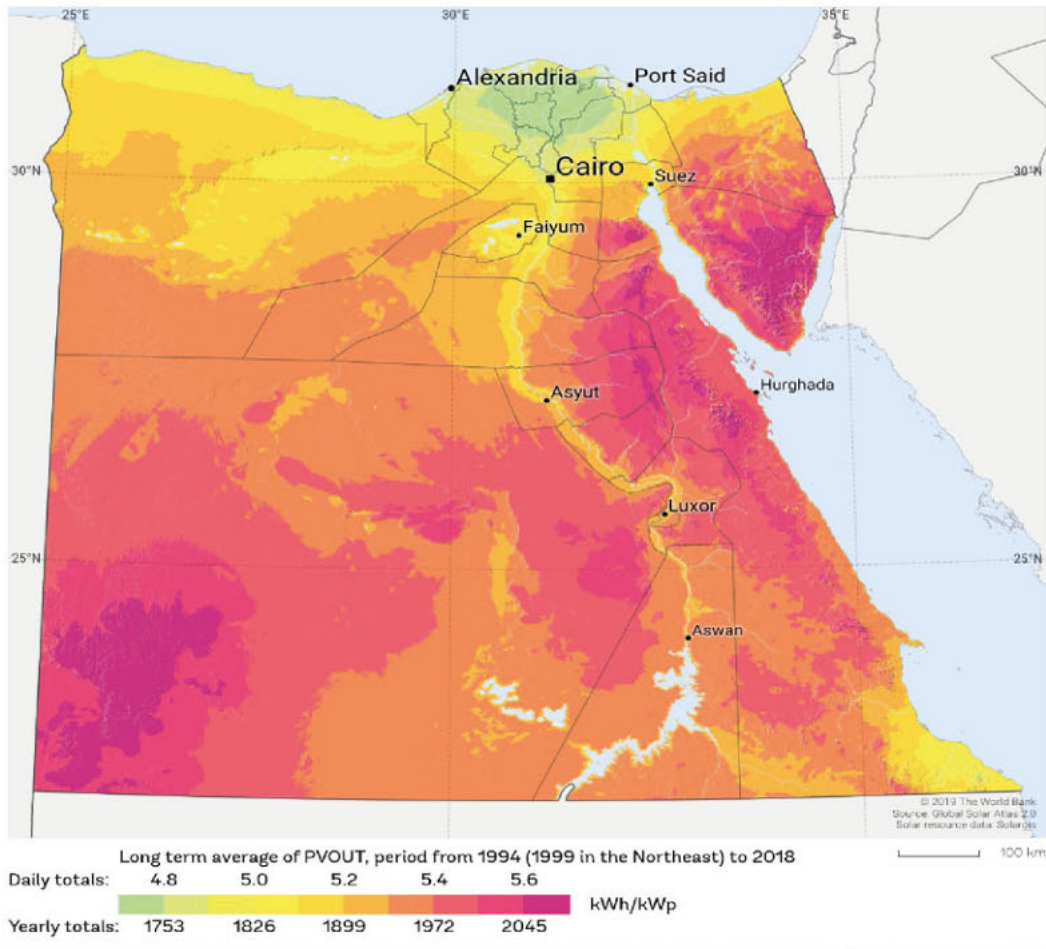 25°E 30°E 35°E
Alexandria
Port Said
30°N 30°N
Cairo
Suez
Faiyum
Hurghada
Asyut
Luxor
25°N 25°N
Aswan
© 2019 The World Bank
Source: Global Solar Atlas 2.0
Solar resource data: Solargis
Long term average of PVOUT, period from 1994 (1999 in the Northeast) to 2018
100 km
Daily totals: 4.8 5.0 5.2 5.4 5.6
kWh/kWp
Yearly totals: 1753 1826 1899 1972 2045